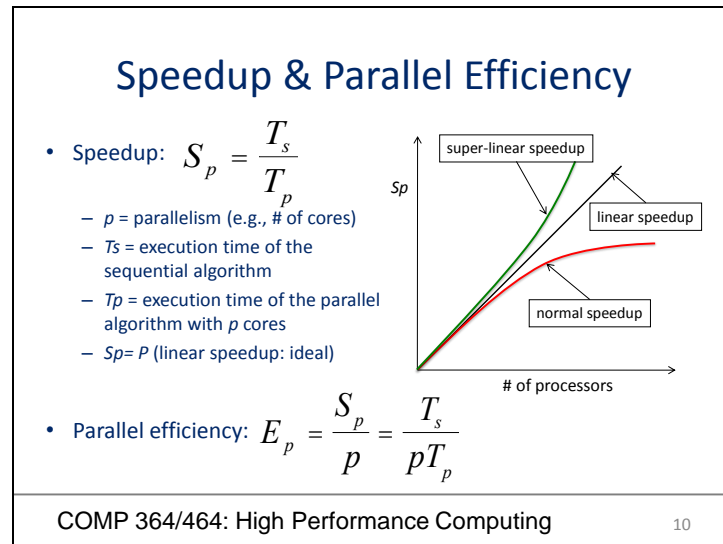 Speedup & Parallel Efficiency
• Speedup: S_p = T_s / T_p
– p = parallelism (e.g., # of cores)
– Ts = execution time of the
sequential algorithm
– Tp = execution time of the parallel
algorithm with p cores
– Sp= P (linear speedup: ideal)
Sp
super-linear speedup
linear speedup
normal speedup
# of processors
• Parallel efficiency: E_p = S_p / p = T_s / pT_p
COMP 364/464: High Performance Computing
10